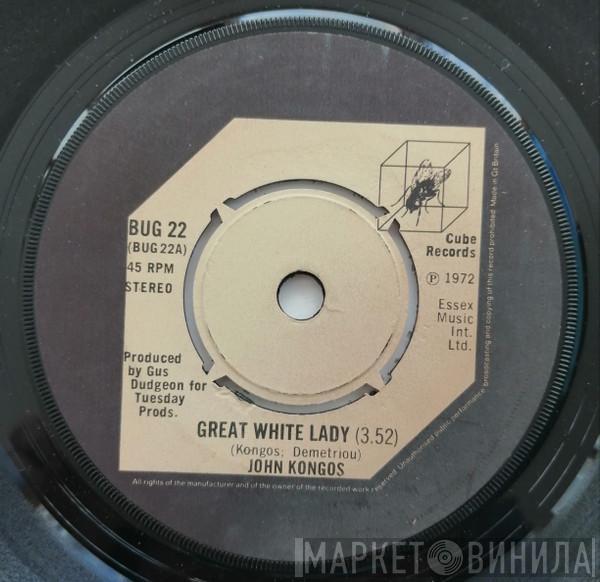 BUG 22
(BUG 22A)
45 RPM
STEREO
Cube
Records
℗ 1972
Essex
Music
Int.
Ltd.
Produced
by Gus
Dudgeon for
Tuesday
Prods.
GREAT WHITE LADY (3.52)
(Kongos; Demetriou)
JOHN KONGOS
All rights of the manufacturer and of the owner of the recorded work reserved. Unauthorised public performance broadcasting and copying of this record prohibited. Made in Gt Britain
МАРКЕТ ВИНИЛА